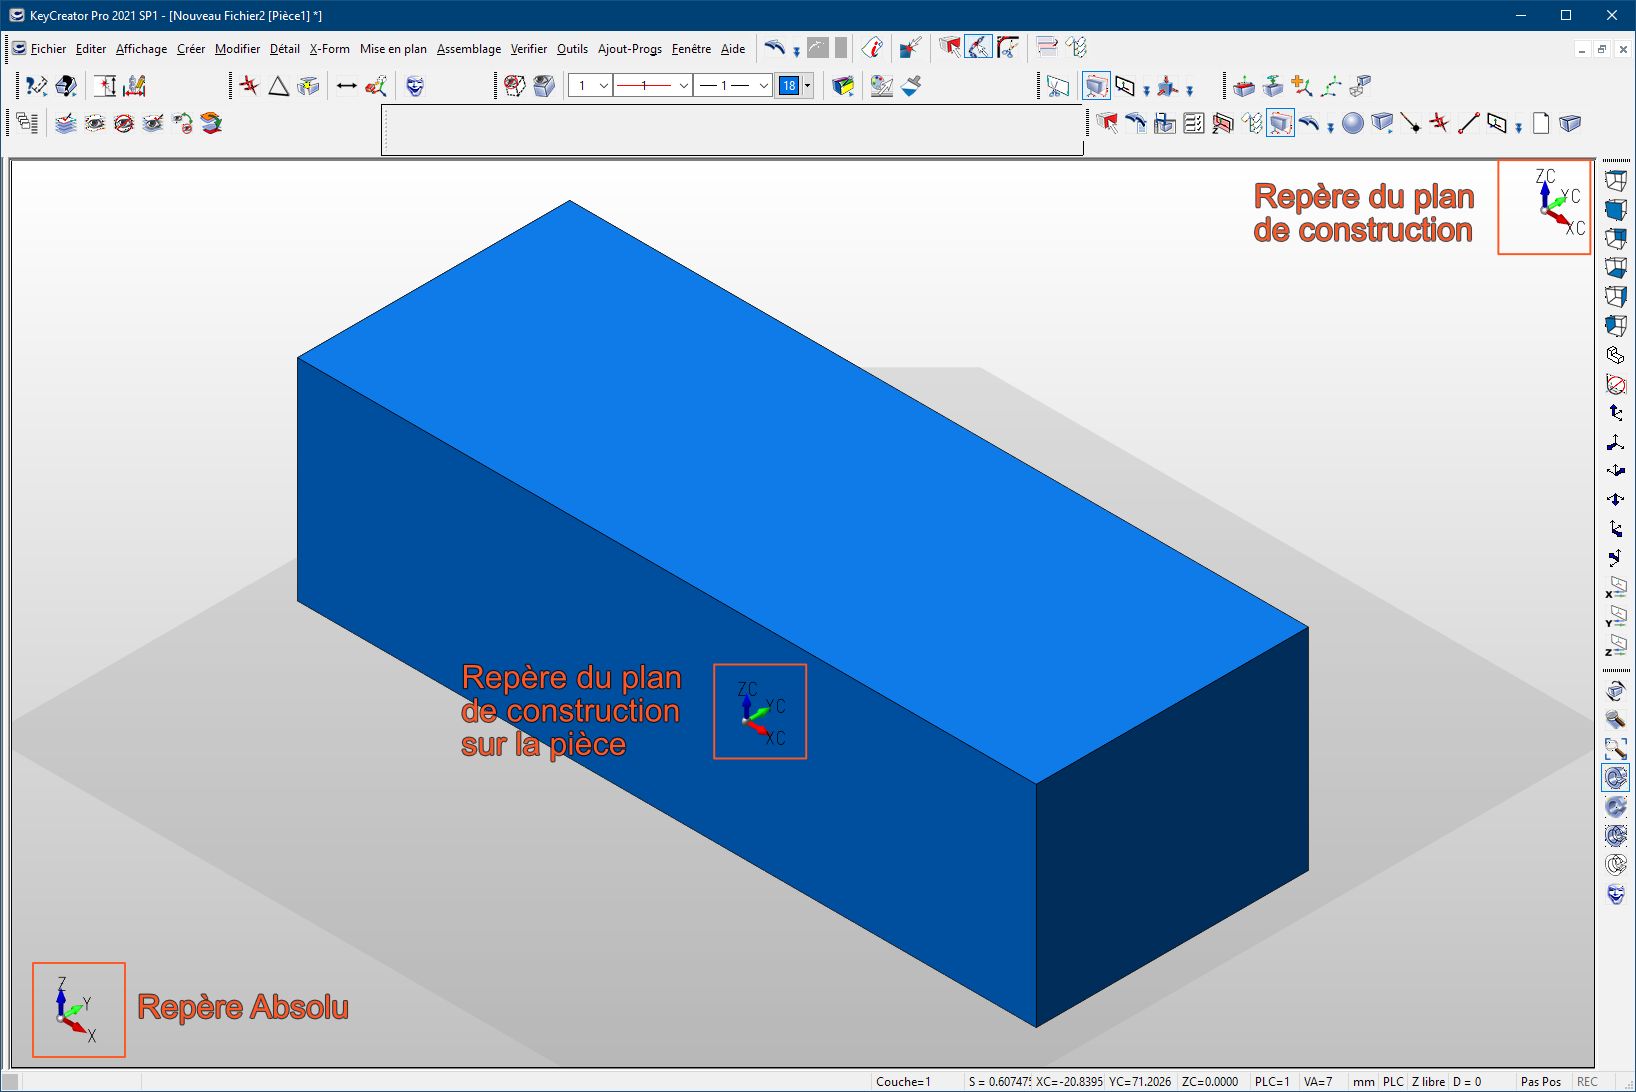 KeyCreator Pro 2021 SP1 - [Nouveau Fichier2 [Pièce1] *]
Fichier Editer Affichage Créer Modifier Détail X-Form Mise en plan Assemblage Verifier Outils Ajout-Progs Fenêtre Aide
1 1 1 18
Repère du plan
de construction
ZC
YC
XC
Repère du plan
de construction
sur la pièce
ZC
YC
XC
X
Y
Z
Z
Y
X
Repère Absolu
Couche=1 S = 0.60747 XC=-20.8395 YC=71.2026 ZC=0.0000 PLC=1 VA=7 mm PLC Z libre D = 0 Pas Pos REC